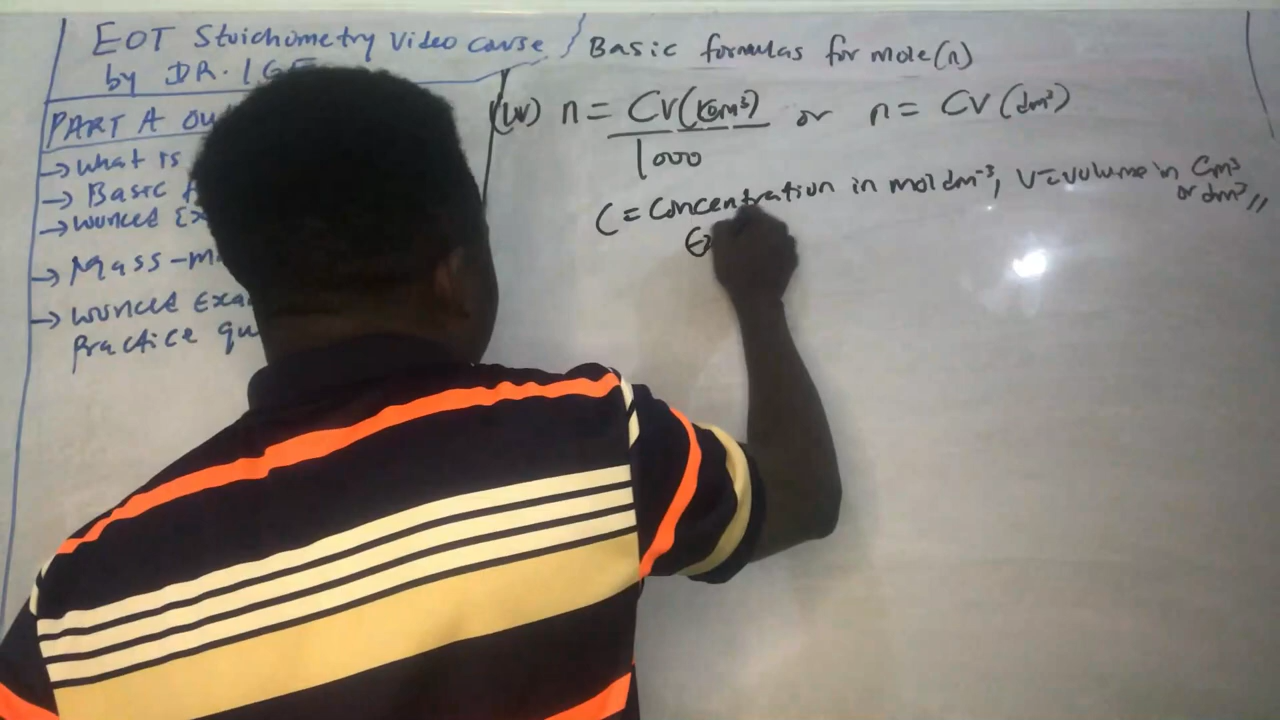 EOT Stoichometry Video Course
by DR. IGE
PART A OU
→ What is
→ Basic f
→ Worked Ex
→ Mass-m
→ Worked Exa
Practice qu
Basic formulas for mole(n)
n = CV(cm³) or n = CV (dm³)
1000
C = Concentration in moldm⁻³, V = volume in Cm³
or dm³,,